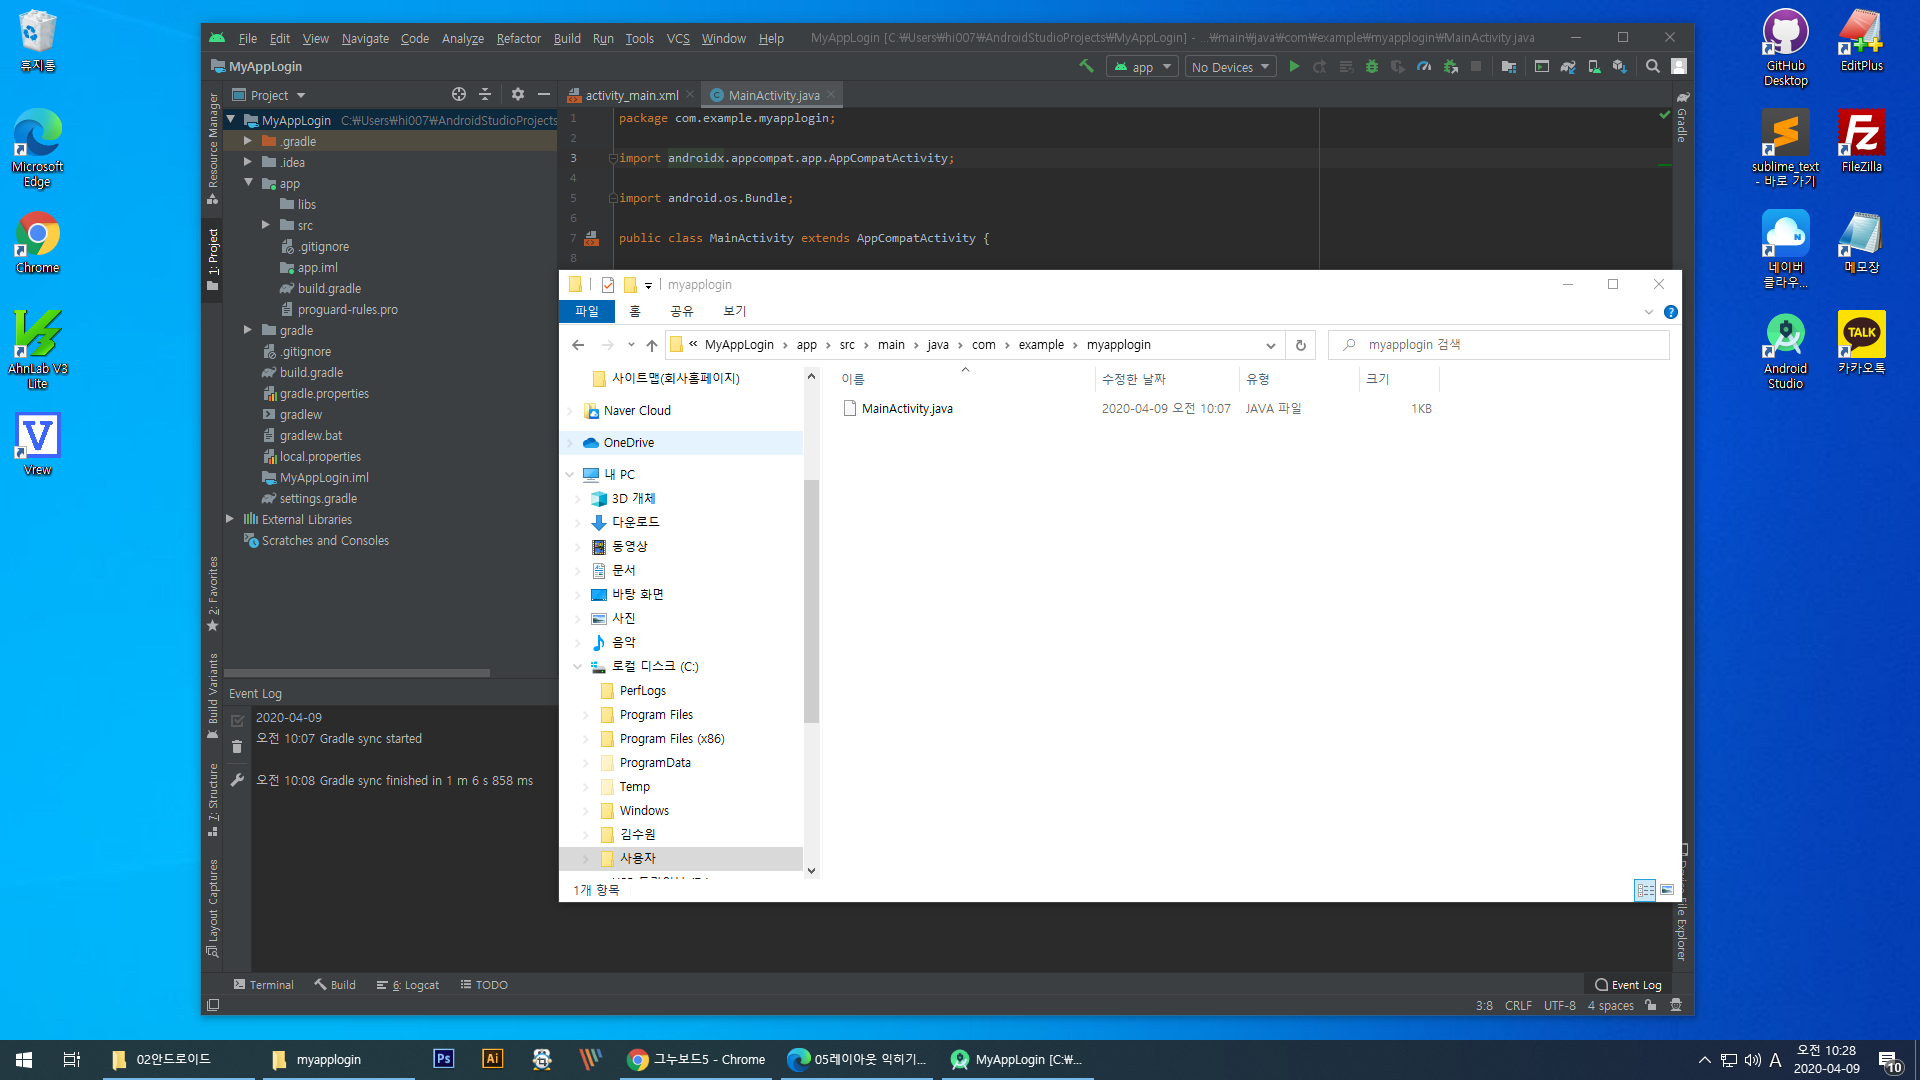 휴지통
Microsoft
Edge
Chrome
AhnLab V3
Lite
Vrew
GitHub
Desktop
EditPlus
sublime_text
- 바로 가기
FileZilla
네이버
클라우...
메모장
Android
Studio
TALK
카카오톡
File Edit View Navigate Code Analyze Refactor Build Run Tools VCS Window Help MyAppLogin [C:₩Users₩hi007₩AndroidStudioProjects₩MyAppLogin] - ...₩main₩java₩com₩example₩myapplogin₩MainActivity.java
MyAppLogin
app
No Devices
Resource Manager
1: Project
2: Favorites
Build Variants
7: Structure
Layout Captures
Project
activity_main.xml
MainActivity.java
Gradle
MyAppLogin C:₩Users₩hi007₩AndroidStudioProjects
.gradle
.idea
app
libs
src
.gitignore
app.iml
build.gradle
proguard-rules.pro
gradle
.gitignore
build.gradle
gradle.properties
gradlew
gradlew.bat
local.properties
MyAppLogin.iml
settings.gradle
External Libraries
Scratches and Consoles
1 package com.example.myapplogin;
2
3 import androidx.appcompat.app.AppCompatActivity;
4
5 import android.os.Bundle;
6
7 public class MainActivity extends AppCompatActivity {
8
myapplogin
파일 홈 공유 보기
« MyAppLogin › app › src › main › java › com › example › myapplogin
myapplogin 검색
사이트맵(회사홈페이지)
Naver Cloud
OneDrive
내 PC
3D 개체
다운로드
동영상
문서
바탕 화면
사진
음악
로컬 디스크 (C:)
PerfLogs
Program Files
Program Files (x86)
ProgramData
Temp
Windows
김수원
사용자
이름 수정한 날짜 유형 크기
MainActivity.java 2020-04-09 오전 10:07 JAVA 파일 1KB
1개 항목
Event Log
2020-04-09
오전 10:07 Gradle sync started
오전 10:08 Gradle sync finished in 1 m 6 s 858 ms
File Explorer
Terminal Build 6: Logcat TODO
Event Log
3:8 CRLF UTF-8 4 spaces
02안드로이드
myapplogin
Ps
Ai
그누보드5 - Chrome
05레이아웃 익히기...
MyAppLogin [C:₩...
A
오전 10:28
2020-04-09
10